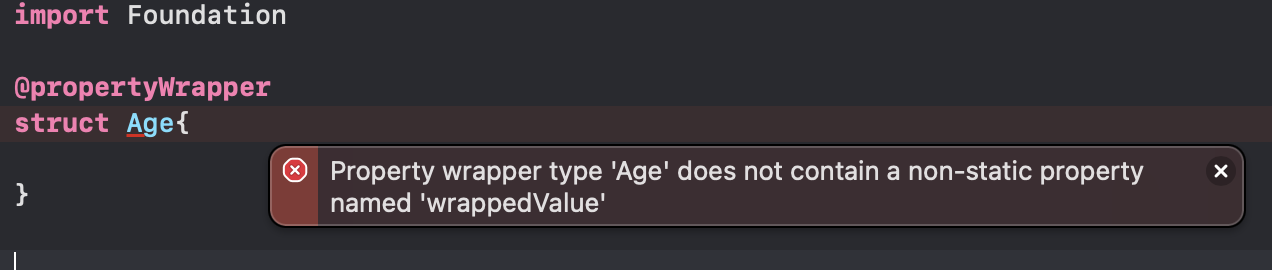 import Foundation
@propertyWrapper
struct Age{
Property wrapper type 'Age' does not contain a non-static property
named 'wrappedValue'
}